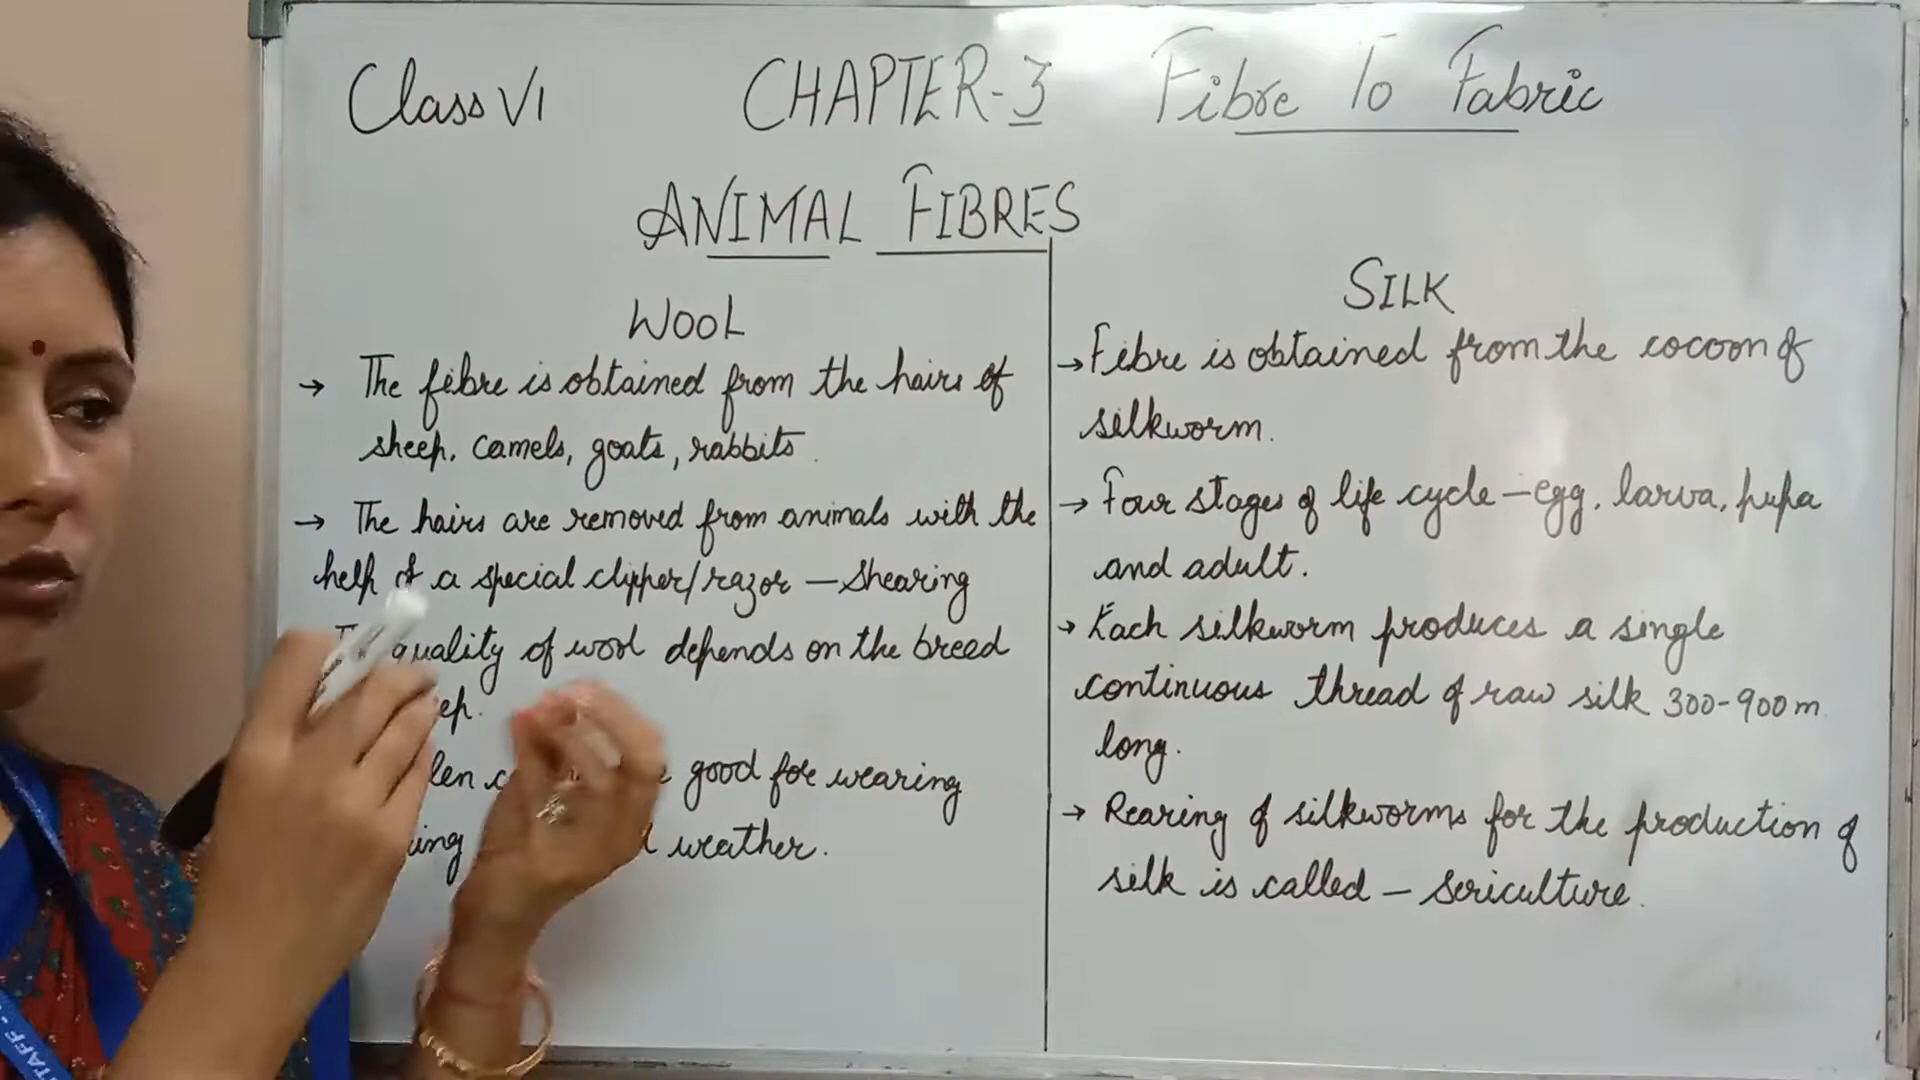 Class VI CHAPTER-3 Fibre To Fabric
ANIMAL FIBRES
WOOL
→ The fibre is obtained from the hairs of
sheep, camels, goats, rabbits.
→ The hairs are removed from animals with the
help of a special clipper/razor — shearing
quality of wool depends on the breed
good for wearing
weather.
SILK
→ Fibre is obtained from the cocoon of
silkworm.
→ Four stages of life cycle — egg, larva, pupa
and adult.
→ Each silkworm produces a single
continuous thread of raw silk 300-900m
long.
→ Rearing of silkworms for the production of
silk is called — sericulture.
STAFF